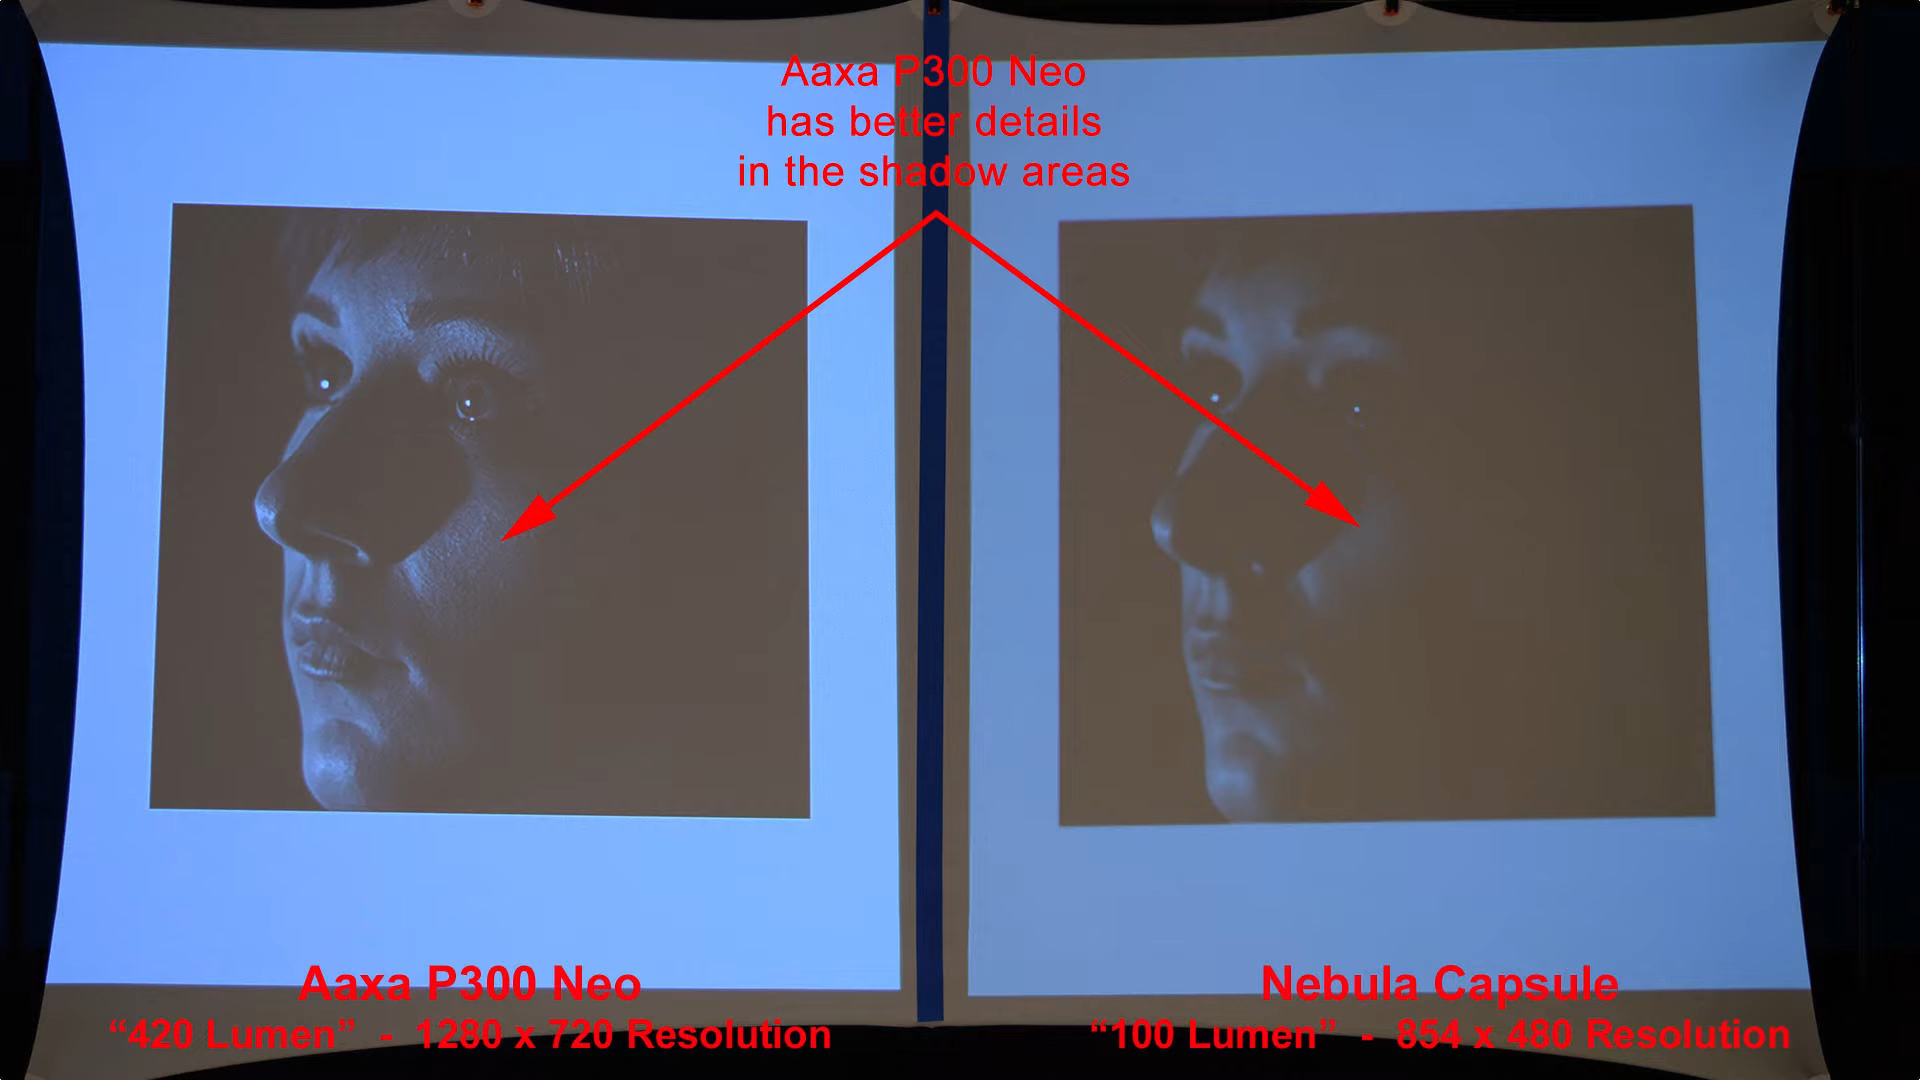 Aaxa P300 Neo
has better details
in the shadow areas
Aaxa P300 Neo
“420 Lumen” - 1280 x 720 Resolution
Nebula Capsule
“100 Lumen” - 854 x 480 Resolution